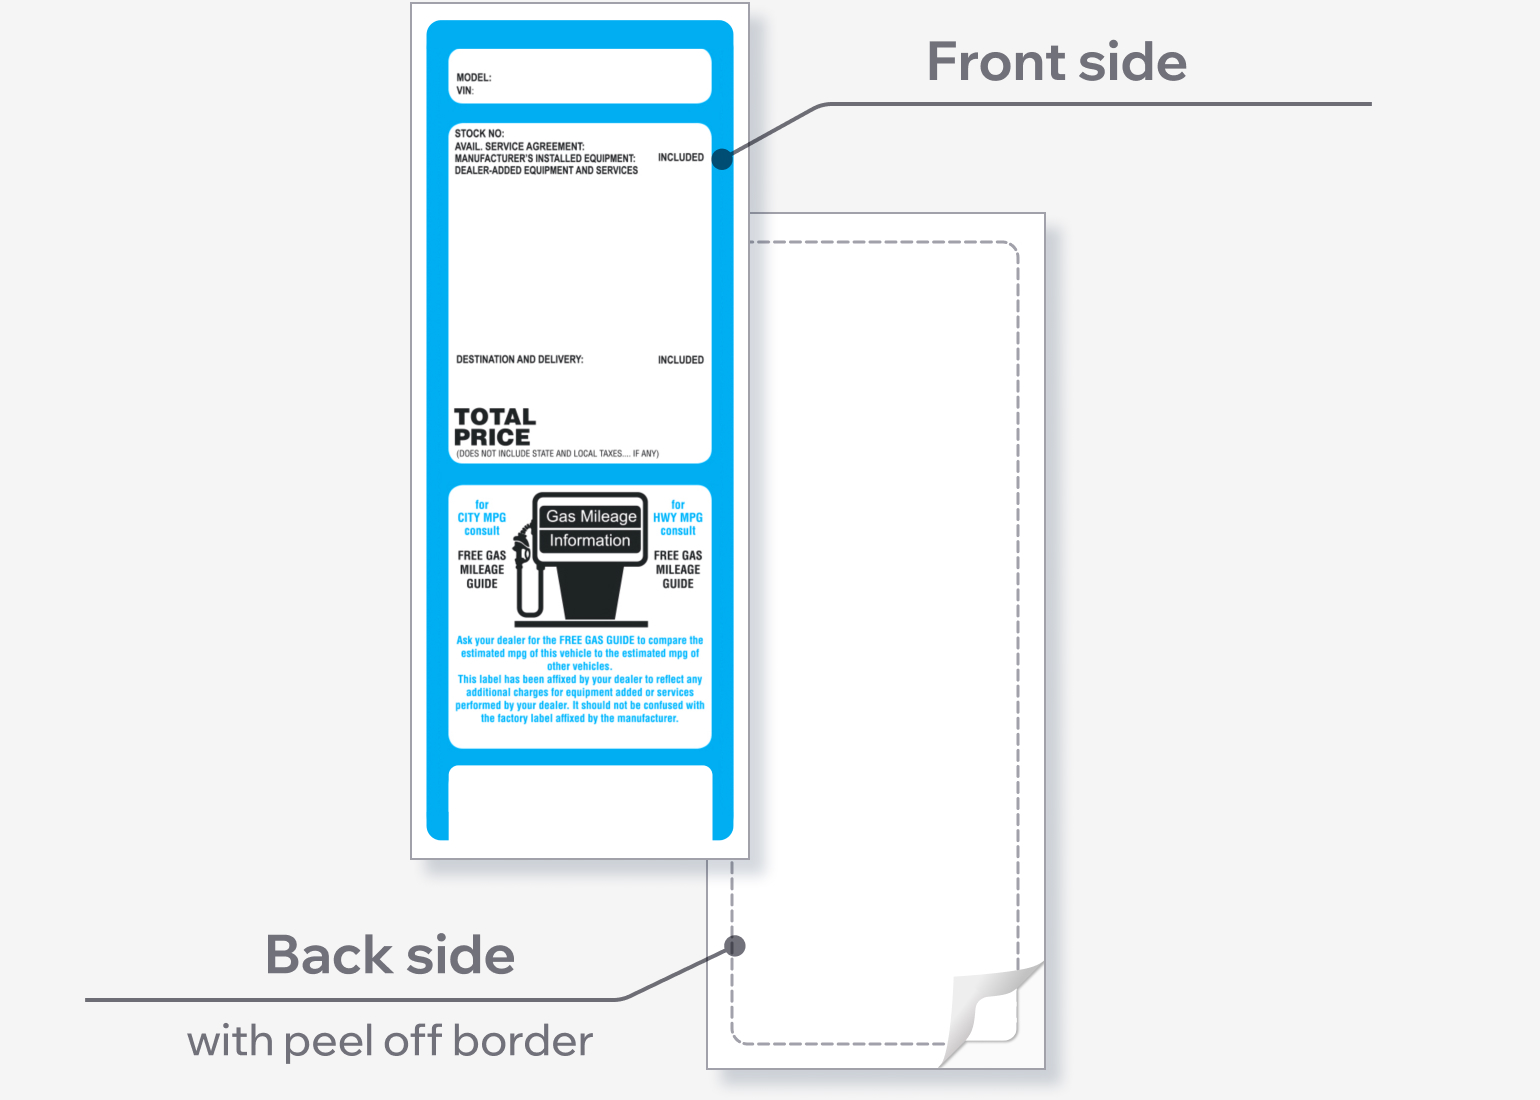 Front side
MODEL:
VIN:
STOCK NO:
AVAIL. SERVICE AGREEMENT:
MANUFACTURER'S INSTALLED EQUIPMENT: INCLUDED
DEALER-ADDED EQUIPMENT AND SERVICES
DESTINATION AND DELIVERY: INCLUDED
TOTAL
PRICE
(DOES NOT INCLUDE STATE AND LOCAL TAXES.... IF ANY)
for
CITY MPG
consult
FREE GAS
MILEAGE
GUIDE
Gas Mileage
Information
for
HWY MPG
consult
FREE GAS
MILEAGE
GUIDE
Ask your dealer for the FREE GAS GUIDE to compare the
estimated mpg of this vehicle to the estimated mpg of
other vehicles.
This label has been affixed by your dealer to reflect any
additional charges for equipment added or services
performed by your dealer. It should not be confused with
the factory label affixed by the manufacturer.
Back side
with peel off border